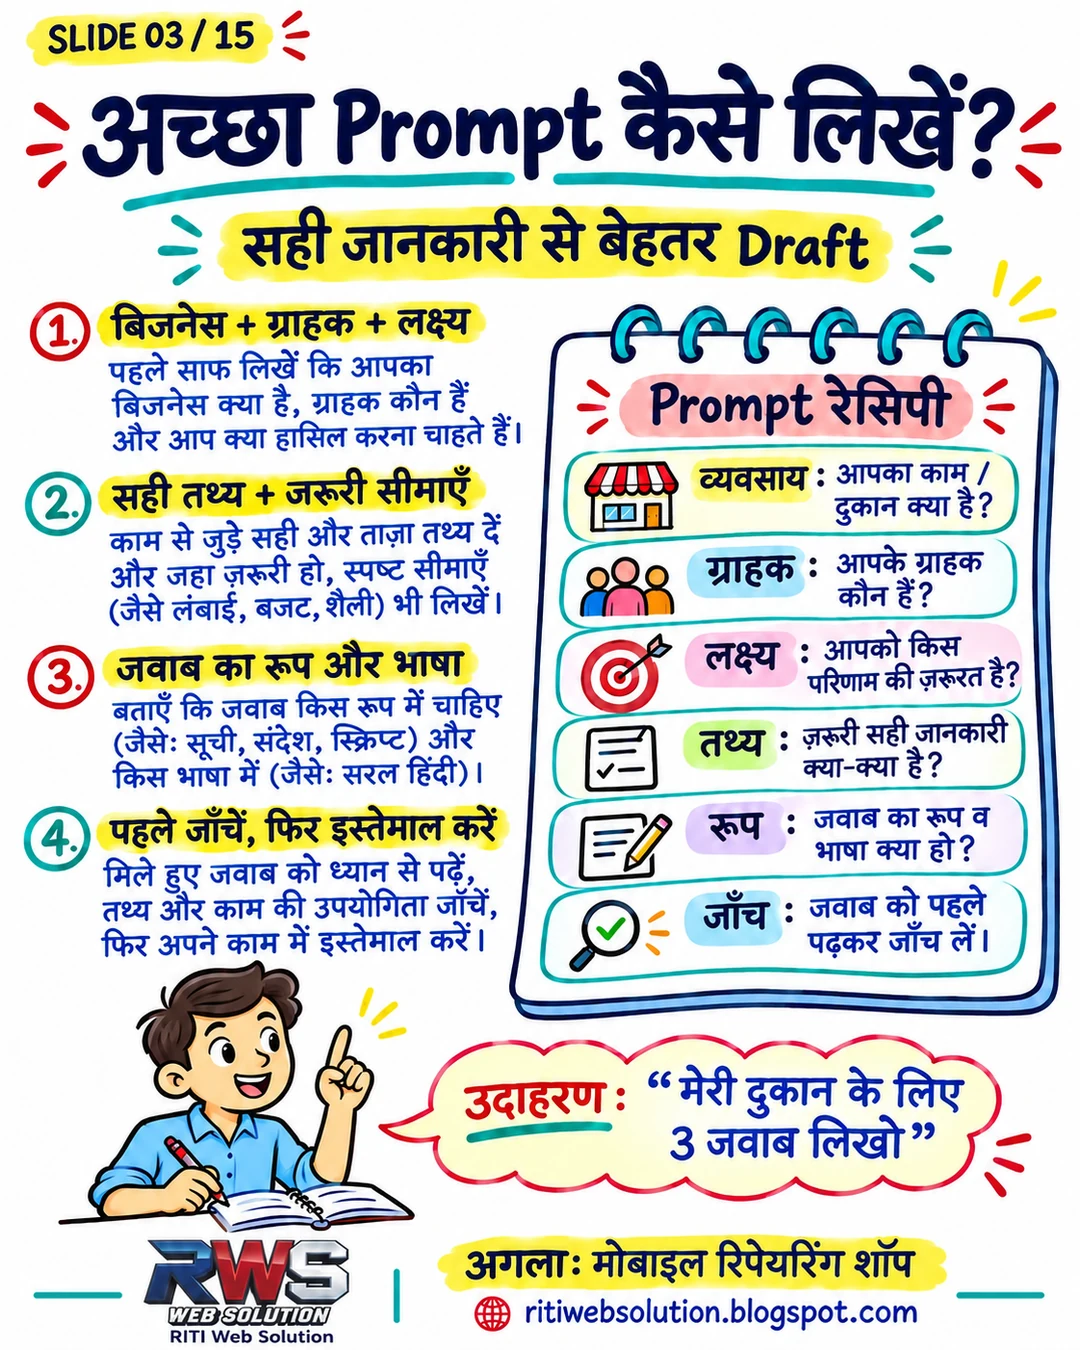 SLIDE 03 / 15
अच्छा Prompt कैसे लिखें?
सही जानकारी से बेहतर Draft
1. बिजनेस + ग्राहक + लक्ष्य
पहले साफ लिखें कि आपका
बिजनेस क्या है, ग्राहक कौन हैं
और आप क्या हासिल करना चाहते हैं।
2. सही तथ्य + जरूरी सीमाएँ
काम से जुड़े सही और ताज़ा तथ्य दें
और जहा ज़रूरी हो, स्पष्ट सीमाएँ
(जैसे लंबाई, बजट, शैली) भी लिखें।
3. जवाब का रूप और भाषा
बताएँ कि जवाब किस रूप में चाहिए
(जैसेः सूची, संदेश, स्क्रिप्ट) और
किस भाषा में (जैसेः सरल हिंदी)।
4. पहले जाँचें, फिर इस्तेमाल करें
मिले हुए जवाब को ध्यान से पढ़ें,
तथ्य और काम की उपयोगिता जाँचें,
फिर अपने काम में इस्तेमाल करें।
Prompt रेसिपी
व्यवसाय : आपका काम /
दुकान क्या है?
ग्राहक : आपके ग्राहक
कौन हैं?
लक्ष्य : आपको किस
परिणाम की ज़रूरत है?
तथ्य : ज़रूरी सही जानकारी
क्या-क्या है?
रूप : जवाब का रूप व
भाषा क्या हो?
जाँच : जवाब को पहले
पढ़कर जाँच लें।
उदाहरण : “मेरी दुकान के लिए
3 जवाब लिखो”
RWS
WEB SOLUTION
RITI Web Solution
अगला : मोबाइल रिपेयरिंग शॉप
ritiwebsolution.blogspot.com